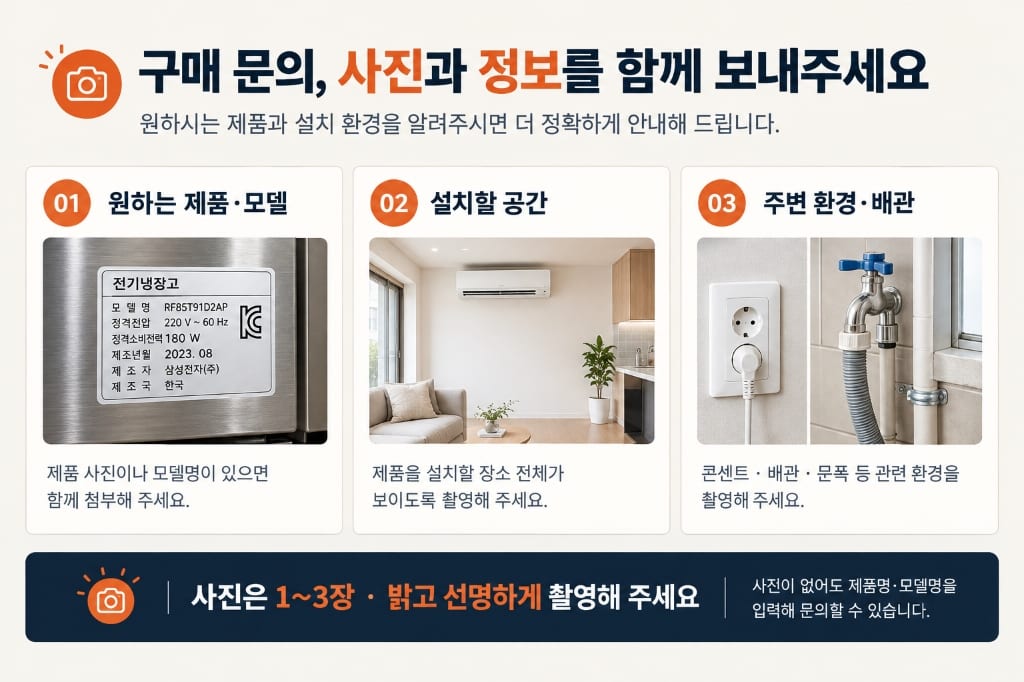 구매 문의, 사진과 정보를 함께 보내주세요
원하시는 제품과 설치 환경을 알려주시면 더 정확하게 안내해 드립니다.
01 원하는 제품·모델
전기냉장고
모 델 명 RF85T91D2AP
정격전압 220 V ~ 60 Hz
정격소비전력 180 W
제조년월 2023. 08
제 조 자 삼성전자(주)
제 조 국 한국
제품 사진이나 모델명이 있으면
함께 첨부해 주세요.
02 설치할 공간
제품을 설치할 장소 전체가
보이도록 촬영해 주세요.
03 주변 환경·배관
콘센트 · 배관 · 문폭 등 관련 환경을
촬영해 주세요.
사진은 1~3장 · 밝고 선명하게 촬영해 주세요
사진이 없어도 제품명·모델명을
입력해 문의할 수 있습니다.